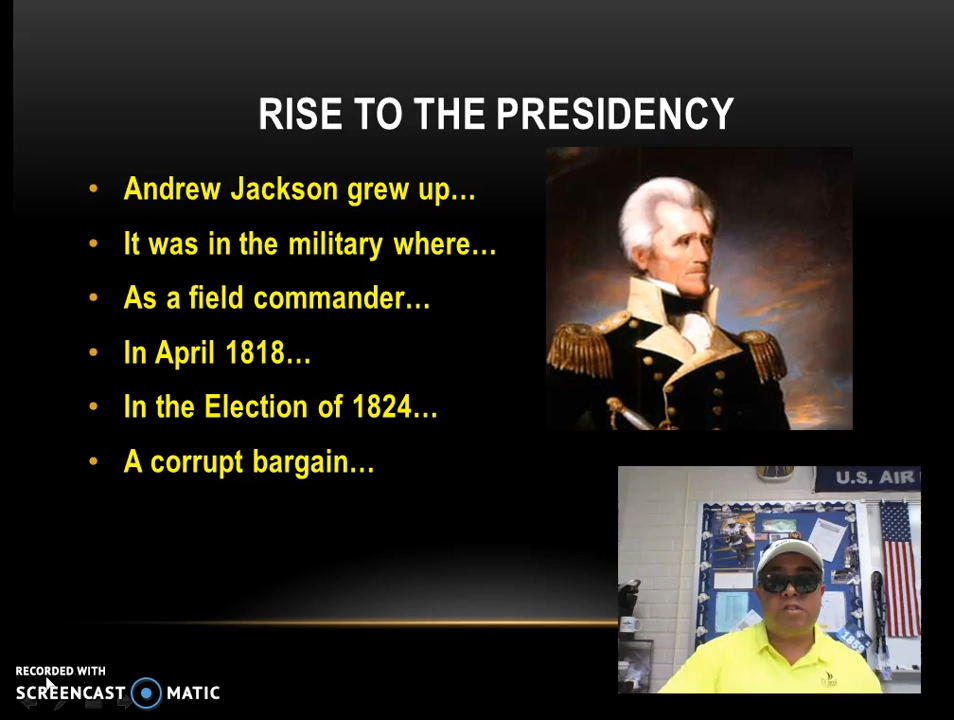 RISE TO THE PRESIDENCY
• Andrew Jackson grew up…
• It was in the military where…
• As a field commander…
• In April 1818…
• In the Election of 1824…
• A corrupt bargain…
U.S. AIR
1859
RECORDED WITH
SCREENCAST MATIC